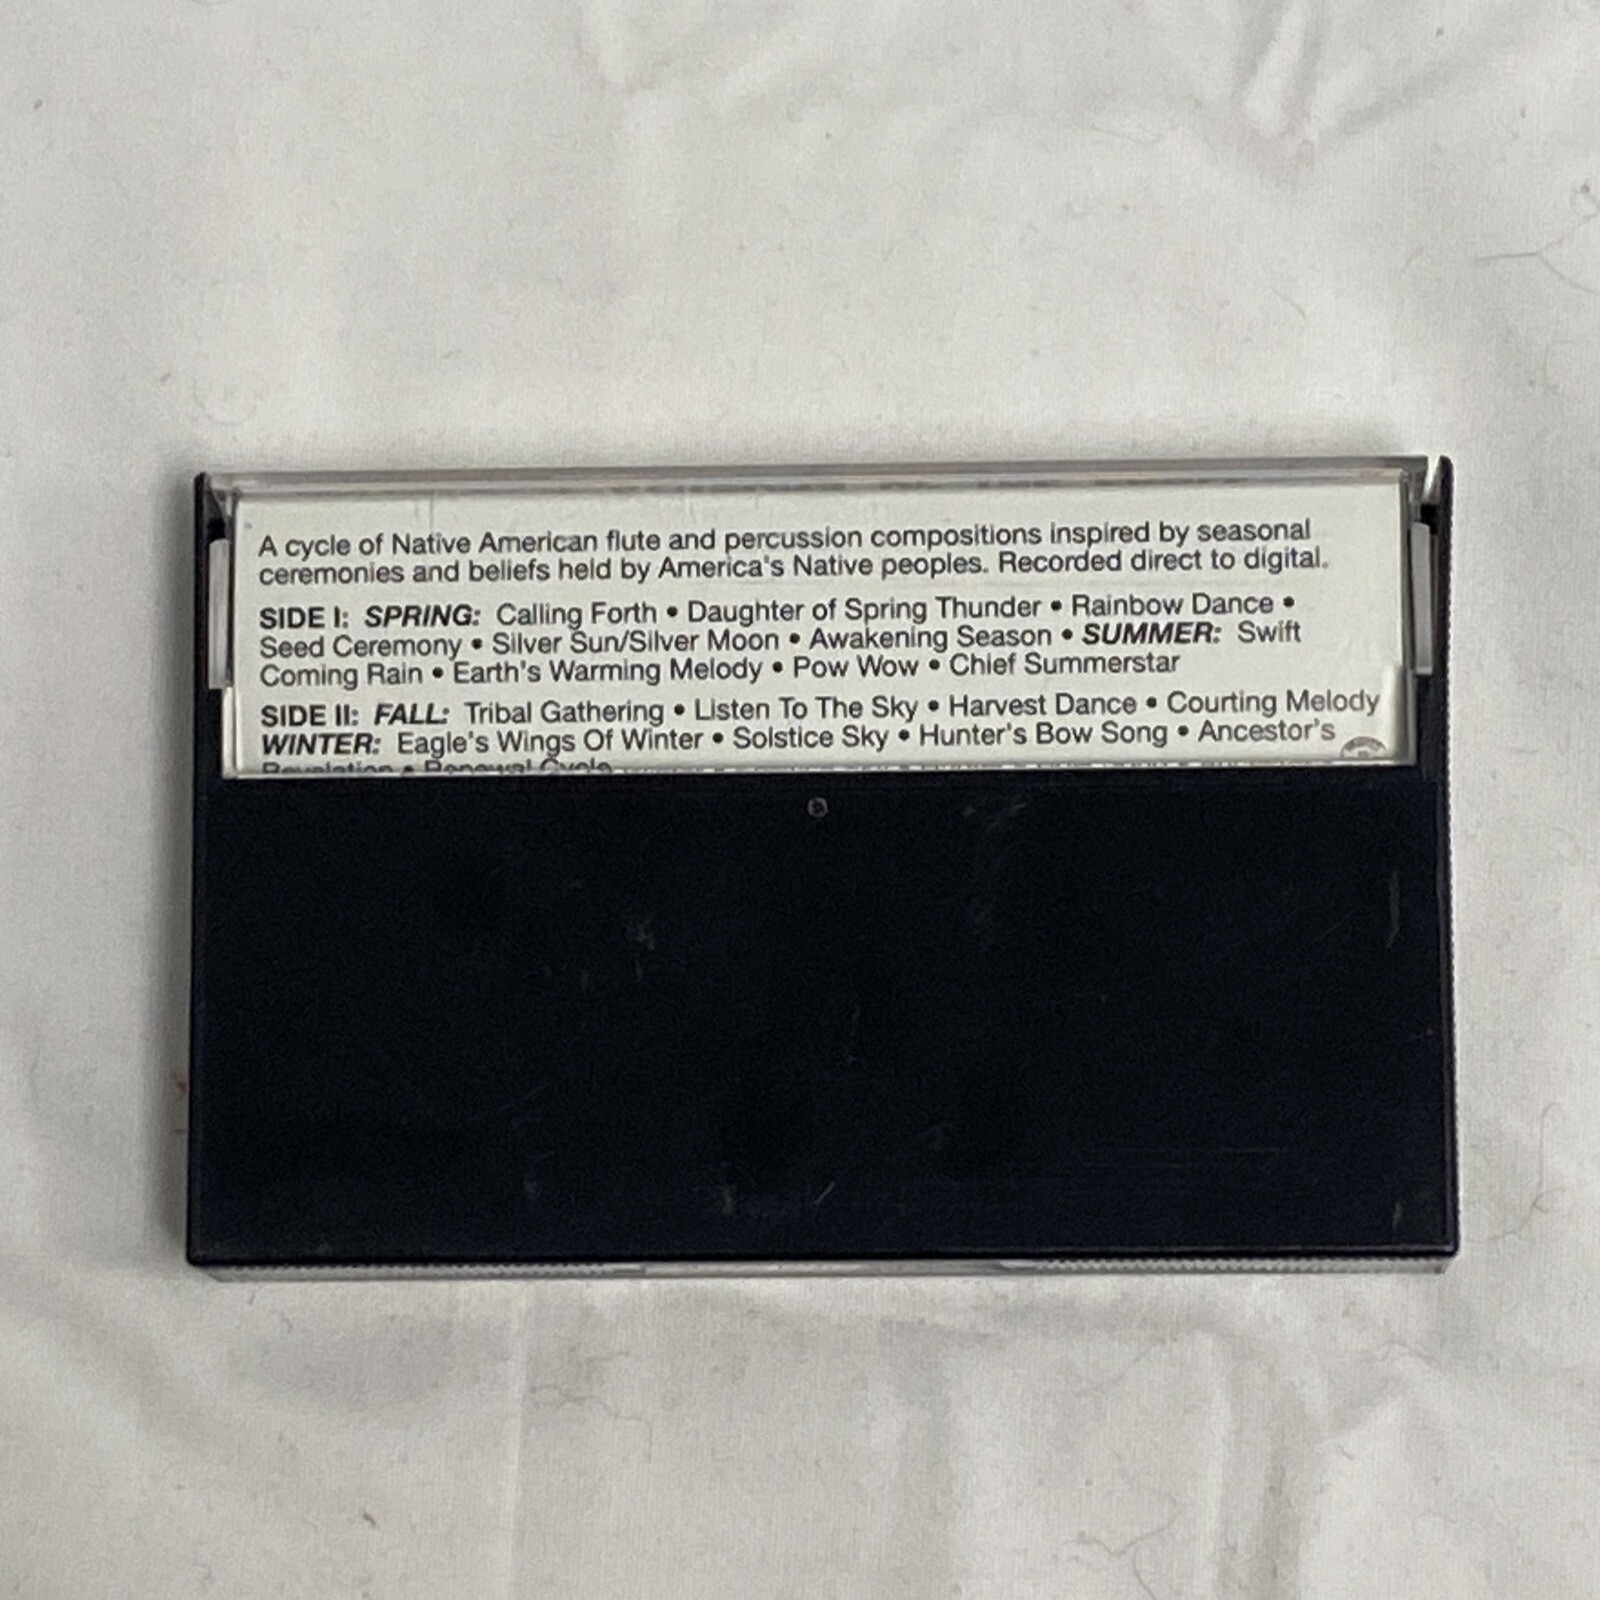 A cycle of Native American flute and percussion compositions inspired by seasonal
ceremonies and beliefs held by America's Native peoples. Recorded direct to digital.
SIDE I: SPRING: Calling Forth • Daughter of Spring Thunder • Rainbow Dance •
Seed Ceremony • Silver Sun/Silver Moon • Awakening Season • SUMMER: Swift
Coming Rain • Earth's Warming Melody • Pow Wow • Chief Summerstar
SIDE II: FALL: Tribal Gathering • Listen To The Sky • Harvest Dance • Courting Melody
WINTER: Eagle's Wings Of Winter • Solstice Sky • Hunter's Bow Song • Ancestor's
Revelation • Renewal Cycle